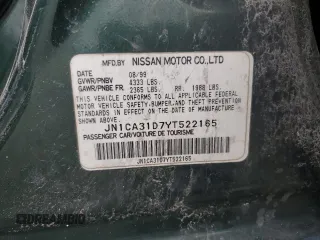 MFD.BY NISSAN MOTOR CO.,LTD
DATE 08/99
GVWR/PNBV 4333 LBS.
GAWR/PNBE FR. 2365 LBS. RR. 1988 LBS.
THIS VEHICLE CONFORMS TO ALL APPLICABLE FEDERAL
MOTOR VEHICLE SAFETY,BUMPER,AND THEFT PREVENTION
STANDARDS IN EFFECT ON THE DATE OF MANUFACTURE
SHOWN ABOVE.
JN1CA31D7YT522165
PASSENGER CAR/VOITURE DE TOURISME